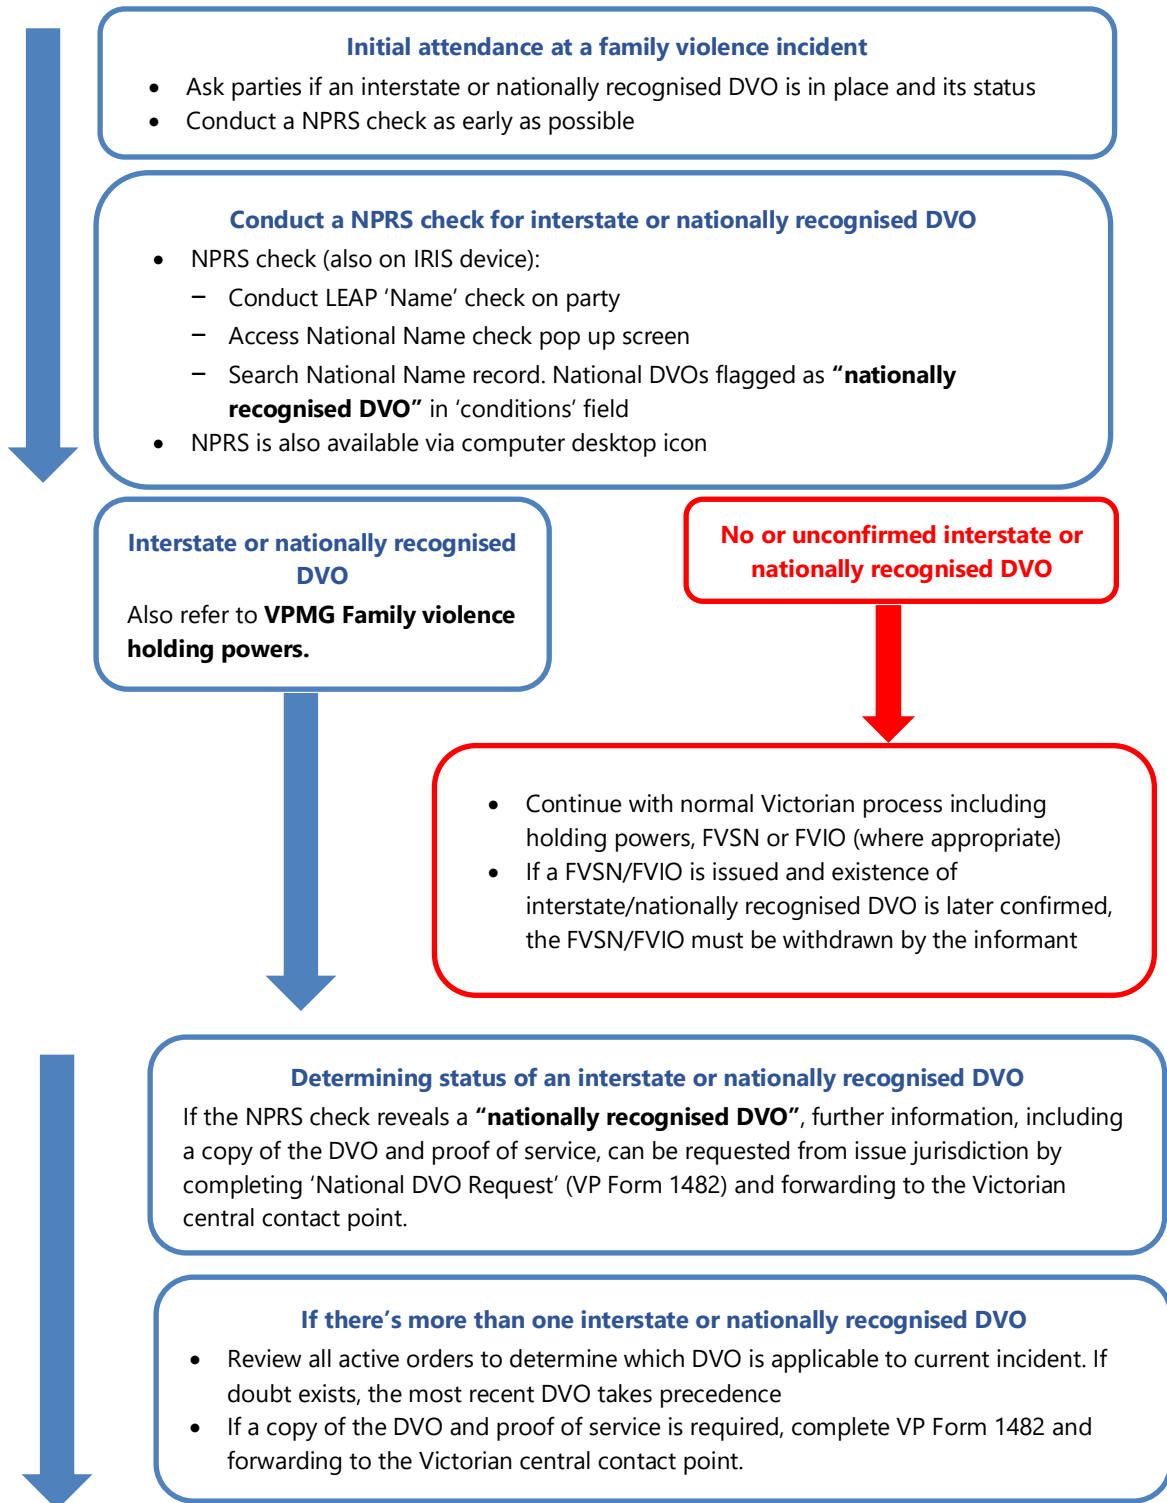 Initial attendance at a family violence incident
• Ask parties if an interstate or nationally recognised DVO is in place and its status
• Conduct a NPRS check as early as possible
Conduct a NPRS check for interstate or nationally recognised DVO
• NPRS check (also on IRIS device):
− Conduct LEAP ‘Name’ check on party
− Access National Name check pop up screen
− Search National Name record. National DVOs flagged as “nationally
recognised DVO” in ‘conditions’ field
• NPRS is also available via computer desktop icon
Interstate or nationally recognised
DVO
Also refer to VPMG Family violence
holding powers.
No or unconfirmed interstate or
nationally recognised DVO
• Continue with normal Victorian process including
holding powers, FVSN or FVIO (where appropriate)
• If a FVSN/FVIO is issued and existence of
interstate/nationally recognised DVO is later confirmed,
the FVSN/FVIO must be withdrawn by the informant
Determining status of an interstate or nationally recognised DVO
If the NPRS check reveals a “nationally recognised DVO”, further information, including
a copy of the DVO and proof of service, can be requested from issue jurisdiction by
completing ‘National DVO Request’ (VP Form 1482) and forwarding to the Victorian
central contact point.
If there’s more than one interstate or nationally recognised DVO
• Review all active orders to determine which DVO is applicable to current incident. If
doubt exists, the most recent DVO takes precedence
• If a copy of the DVO and proof of service is required, complete VP Form 1482 and
forwarding to the Victorian central contact point.